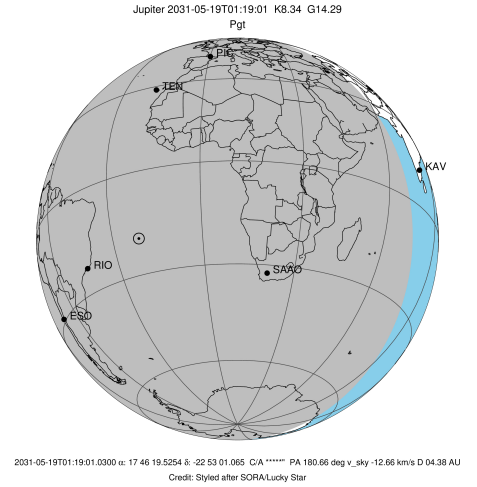 Jupiter 2031-05-19T01:19:01 K8.34 G14.29
Pgt
PIC
TEN
KAV
RIO
SAAO
ESO
2031-05-19T01:19:01.0300 α: 17 46 19.5254 δ: -22 53 01.065 C/A *****" PA 180.66 deg v_sky -12.66 km/s D 04.38 AU
Credit: Styled after SORA/Lucky Star